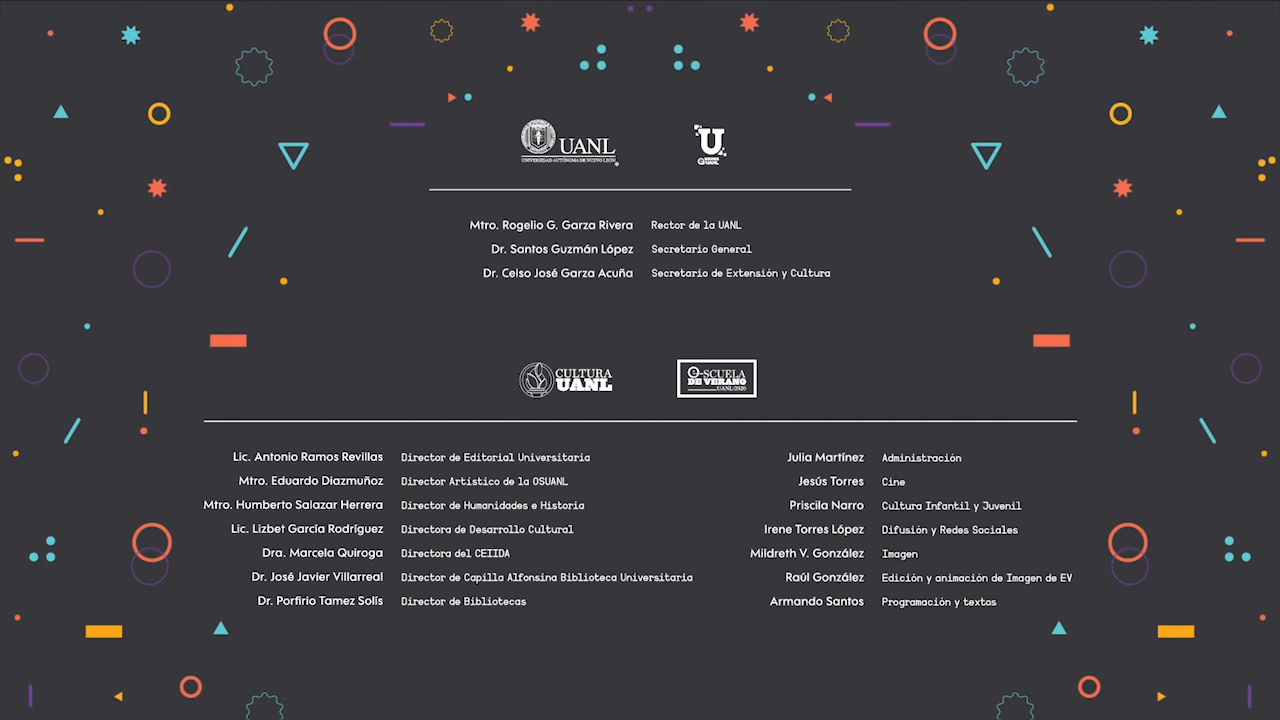 UANL
UNIVERSIDAD AUTÓNOMA DE NUEVO LEÓN
U
SOMOS
UANL
Mtro. Rogelio G. Garza Rivera Rector de la UANL
Dr. Santos Guzmán López Secretario General
Dr. Celso José Garza Acuña Secretario de Extensión y Cultura
CULTURA
UANL
e-SCUELA
DE VERANO
UANL/2020
Lic. Antonio Ramos Revillas Director de Editorial Universitaria
Mtro. Eduardo Diazmuñoz Director Artístico de la OSUANL
Mtro. Humberto Salazar Herrera Director de Humanidades e Historia
Lic. Lizbet García Rodríguez Directora de Desarrollo Cultural
Dra. Marcela Quiroga Directora del CEIIDA
Dr. José Javier Villarreal Director de Capilla Alfonsina Biblioteca Universitaria
Dr. Porfirio Tamez Solís Director de Bibliotecas
Julia Martínez Administración
Jesús Torres Cine
Priscila Narro Cultura Infantil y Juvenil
Irene Torres López Difusión y Redes Sociales
Mildreth V. González Imagen
Raúl González Edición y animación de Imagen de EV
Armando Santos Programación y textos